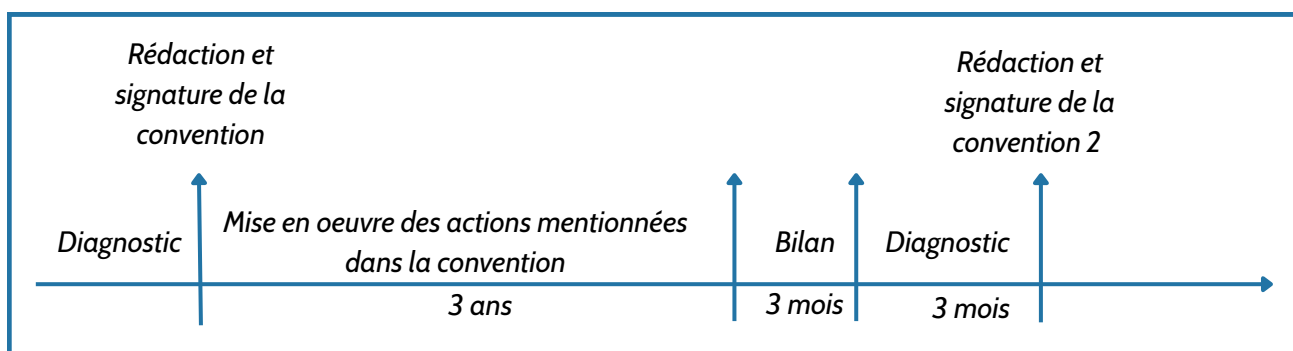 Rédaction et
signature de la
convention
Rédaction et
signature de la
convention 2
Diagnostic
Mise en oeuvre des actions mentionnées
dans la convention
Bilan
Diagnostic
3 ans
3 mois
3 mois